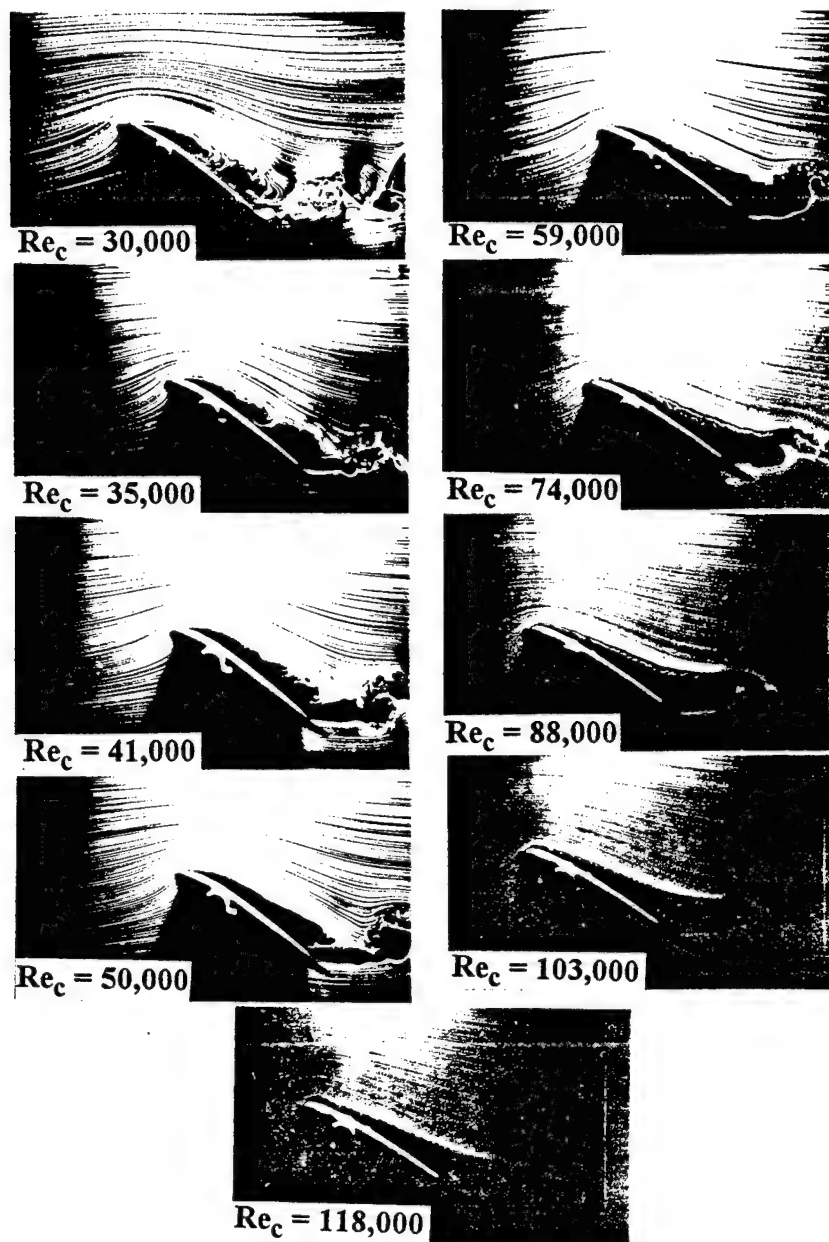 Re_c = 30,000
Re_c = 59,000
Re_c = 35,000
Re_c = 74,000
Re_c = 41,000
Re_c = 88,000
Re_c = 50,000
Re_c = 103,000
Re_c = 118,000